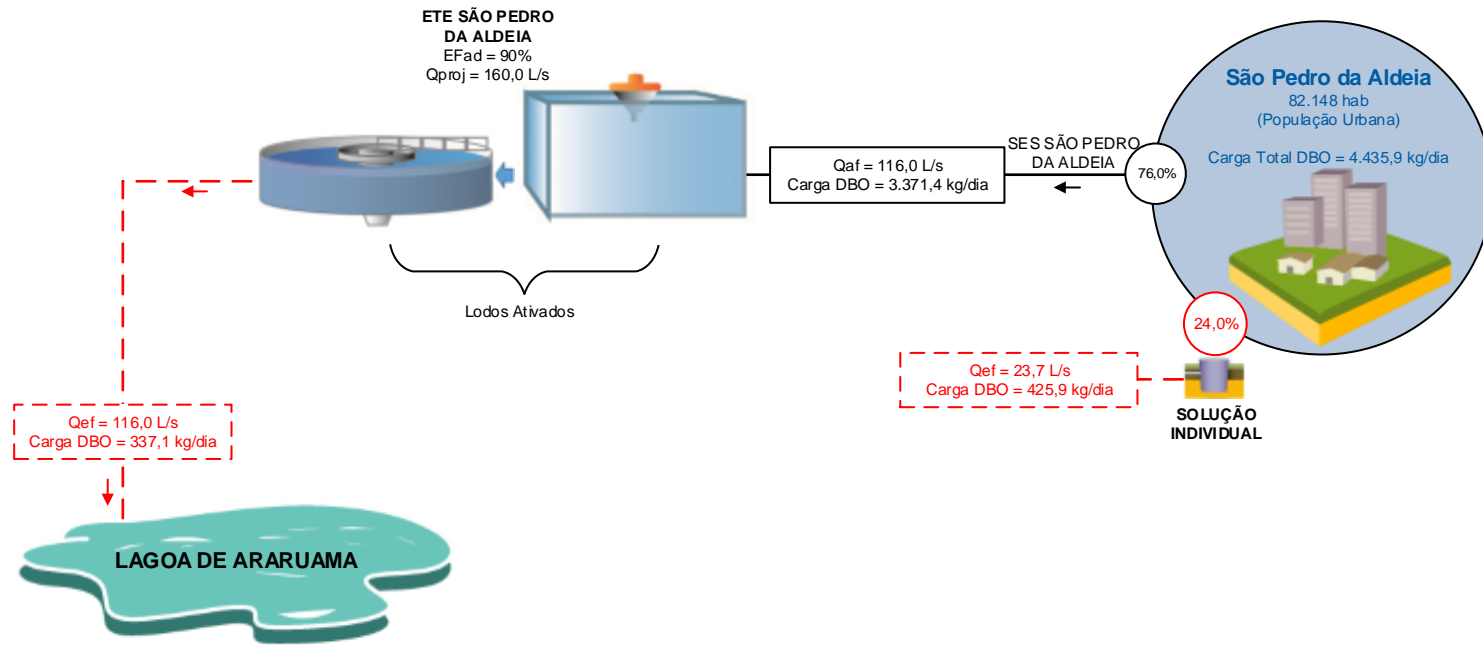 ETE SÃO PEDRO
DA ALDEIA
EFad = 90%
Qproj = 160,0 L/s
São Pedro da Aldeia
82.148 hab
(População Urbana)
Carga Total DBO = 4.435,9 kg/dia
SES SÃO PEDRO
DA ALDEIA
76,0%
Qaf = 116,0 L/s
Carga DBO = 3.371,4 kg/dia
Lodos Ativados
24,0%
Qef = 23,7 L/s
Carga DBO = 425,9 kg/dia
SOLUÇÃO
INDIVIDUAL
Qef = 116,0 L/s
Carga DBO = 337,1 kg/dia
LAGOA DE ARARUAMA